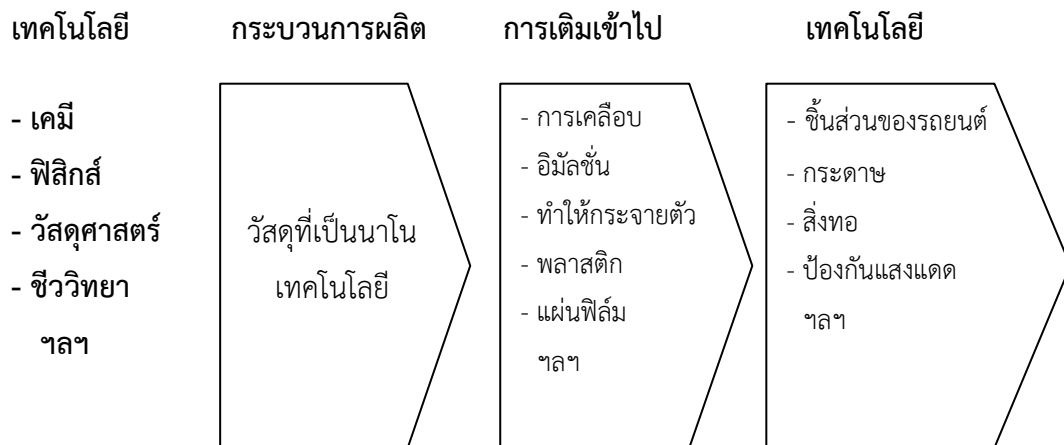 เทคโนโลยี
- เคมี
- ฟิสิกส์
- วัสดุศาสตร์
- ชีววิทยา
ฯลฯ
กระบวนการผลิต
วัสดุที่เป็นนาโน
เทคโนโลยี
การเติมเข้าไป
- การเคลือบ
- อิมัลชั่น
- ทำให้กระจายตัว
- พลาสติก
- แผ่นฟิล์ม
ฯลฯ
เทคโนโลยี
- ชิ้นส่วนของรถยนต์
- กระดาษ
- สิ่งทอ
- ป้องกันแสงแดด
ฯลฯ